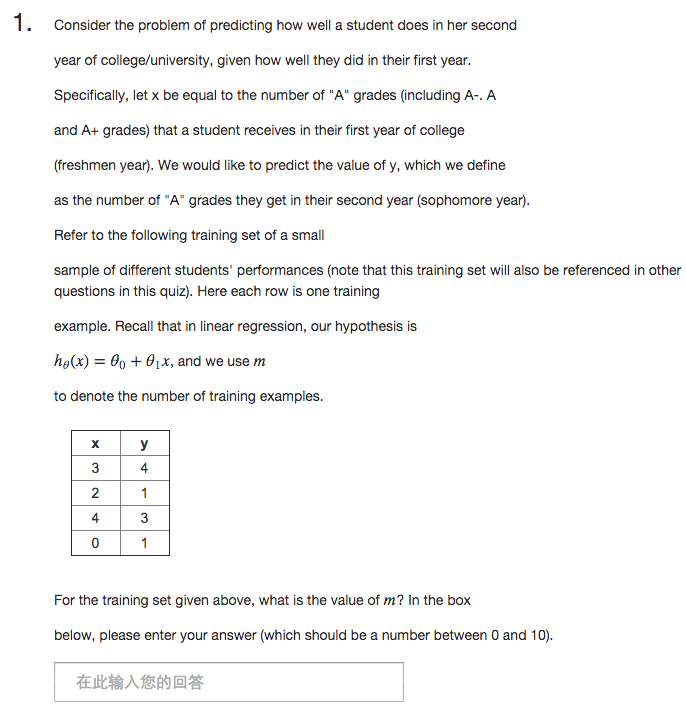 1. Consider the problem of predicting how well a student does in her second
year of college/university, given how well they did in their first year.
Specifically, let x be equal to the number of "A" grades (including A-. A
and A+ grades) that a student receives in their first year of college
(freshmen year). We would like to predict the value of y, which we define
as the number of "A" grades they get in their second year (sophomore year).
Refer to the following training set of a small
sample of different students' performances (note that this training set will also be referenced in other
questions in this quiz). Here each row is one training
example. Recall that in linear regression, our hypothesis is
hθ(x) = θ0 + θ1x, and we use m
to denote the number of training examples.
x y
3 4
2 1
4 3
0 1
For the training set given above, what is the value of m? In the box
below, please enter your answer (which should be a number between 0 and 10).
在此输入您的回答